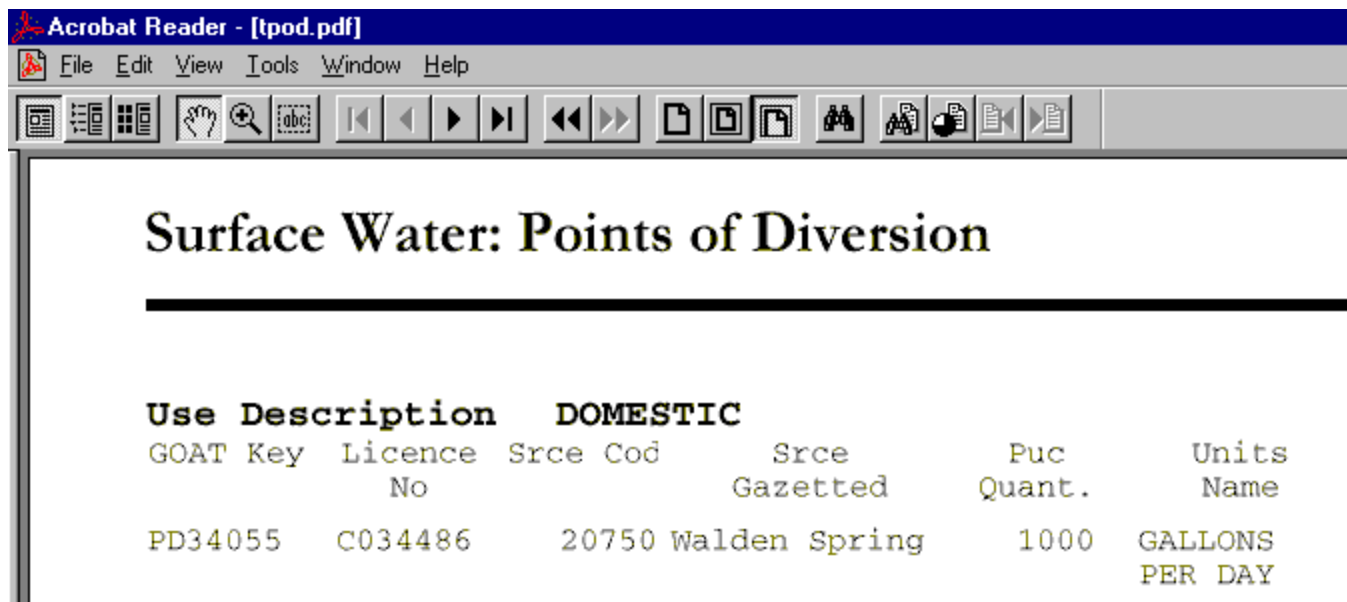 Acrobat Reader - [tpod.pdf]
File Edit View Tools Window Help
abc
Surface Water: Points of Diversion
Use Description DOMESTIC
GOAT Key Licence Srce Cod Srce Puc Units
No Gazetted Quant. Name
PD34055 C034486 20750 Walden Spring 1000 GALLONS
PER DAY